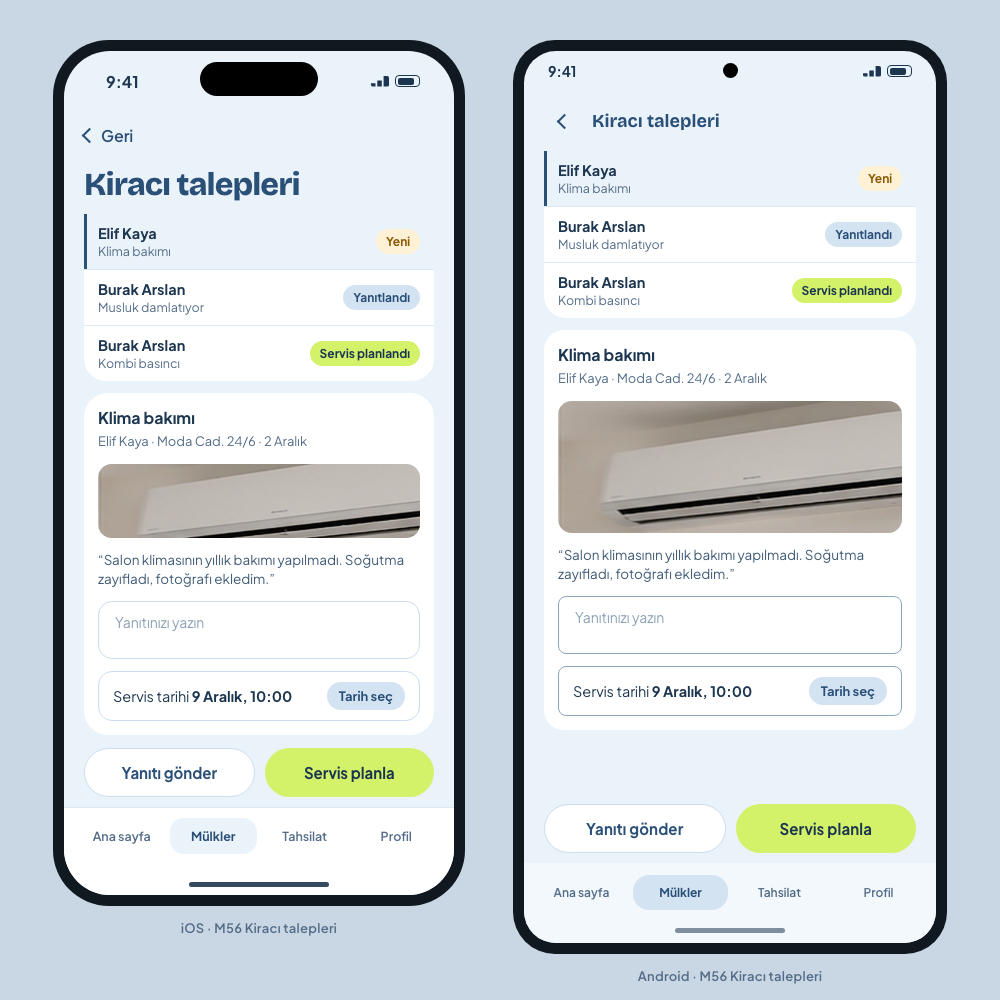 9:41
Geri
Kiracı talepleri
Elif Kaya
Klima bakımı
Yeni
Burak Arslan
Musluk damlatıyor
Yanıtlandı
Burak Arslan
Kombi basıncı
Servis planlandı
Klima bakımı
Elif Kaya · Moda Cad. 24/6 · 2 Aralık
“Salon klimasının yıllık bakımı yapılmadı. Soğutma
zayıfladı, fotoğrafı ekledim.”
Yanıtınızı yazın
Servis tarihi 9 Aralık, 10:00
Tarih seç
Yanıtı gönder
Servis planla
Ana sayfa
Mülkler
Tahsilat
Profil
iOS · M56 Kiracı talepleri
9:41
Kiracı talepleri
Elif Kaya
Klima bakımı
Yeni
Burak Arslan
Musluk damlatıyor
Yanıtlandı
Burak Arslan
Kombi basıncı
Servis planlandı
Klima bakımı
Elif Kaya · Moda Cad. 24/6 · 2 Aralık
“Salon klimasının yıllık bakımı yapılmadı. Soğutma
zayıfladı, fotoğrafı ekledim.”
Yanıtınızı yazın
Servis tarihi 9 Aralık, 10:00
Tarih seç
Yanıtı gönder
Servis planla
Ana sayfa
Mülkler
Tahsilat
Profil
Android · M56 Kiracı talepleri